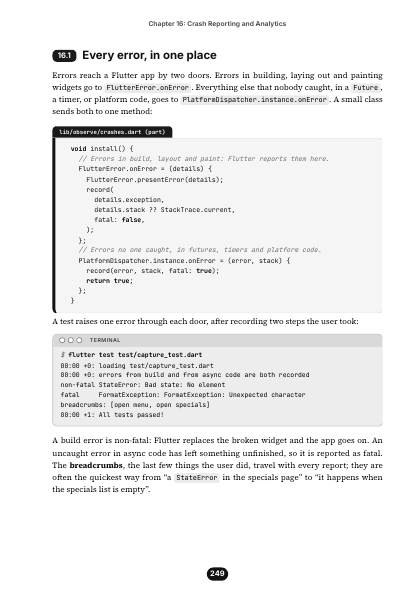 Chapter 16: Crash Reporting and Analytics
16.1 Every error, in one place
Errors reach a Flutter app by two doors. Errors in building, laying out and painting
widgets go to FlutterError.onError. Everything else that nobody caught, in a Future,
a timer, or platform code, goes to PlatformDispatcher.instance.onError. A small class
sends both to one method:
lib/observe/crashes.dart (part)
void install() {
// Errors in build, layout and paint: Flutter reports them here.
FlutterError.onError = (details) {
FlutterError.presentError(details);
record(
details.exception,
details.stack ?? StackTrace.current,
fatal: false,
);
};
// Errors no one caught, in futures, timers and platform code.
PlatformDispatcher.instance.onError = (error, stack) {
record(error, stack, fatal: true);
return true;
};
}
A test raises one error through each door, after recording two steps the user took:
TERMINAL
$ flutter test test/capture_test.dart
00:00 +0: loading test/capture_test.dart
00:00 +0: errors from build and from async code are both recorded
non-fatal StateError: Bad state: No element
fatal     FormatException: FormatException: Unexpected character
breadcrumbs: [open menu, open specials]
00:00 +1: All tests passed!
A build error is non-fatal: Flutter replaces the broken widget and the app goes on. An
uncaught error in async code has left something unfinished, so it is reported as fatal.
The breadcrumbs, the last few things the user did, travel with every report; they are
often the quickest way from “a StateError in the specials page” to “it happens when
the specials list is empty”.
249